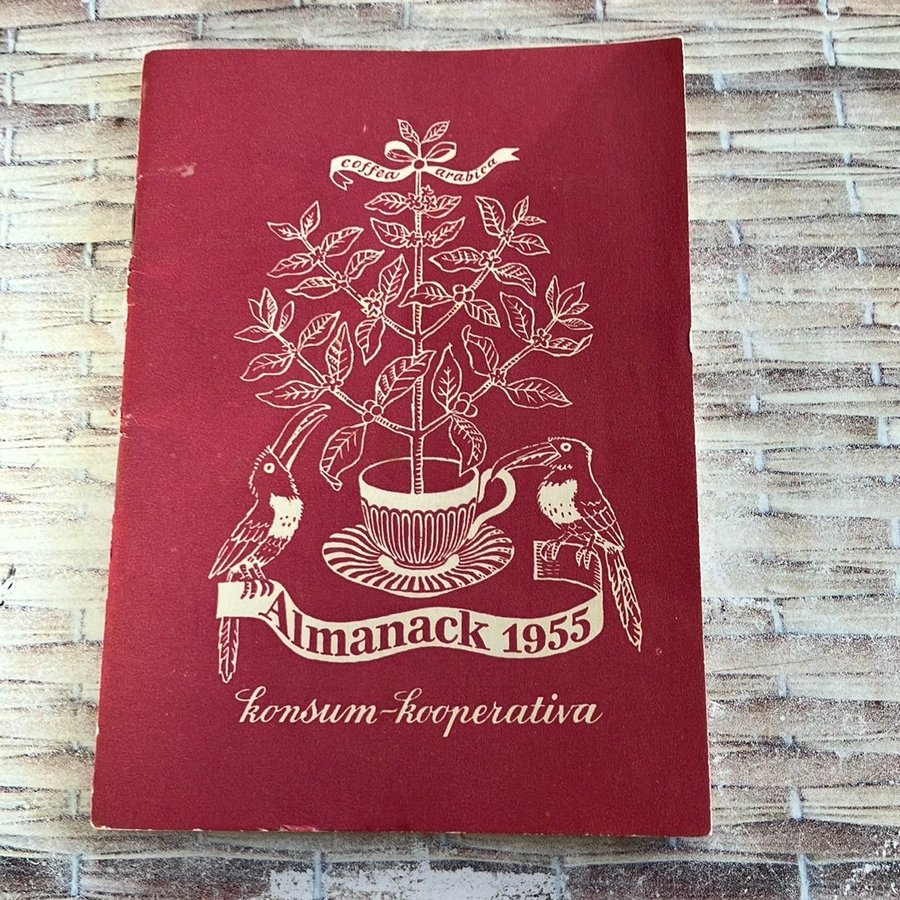 coffea arabica
Almanack 1955
konsum-kooperativa